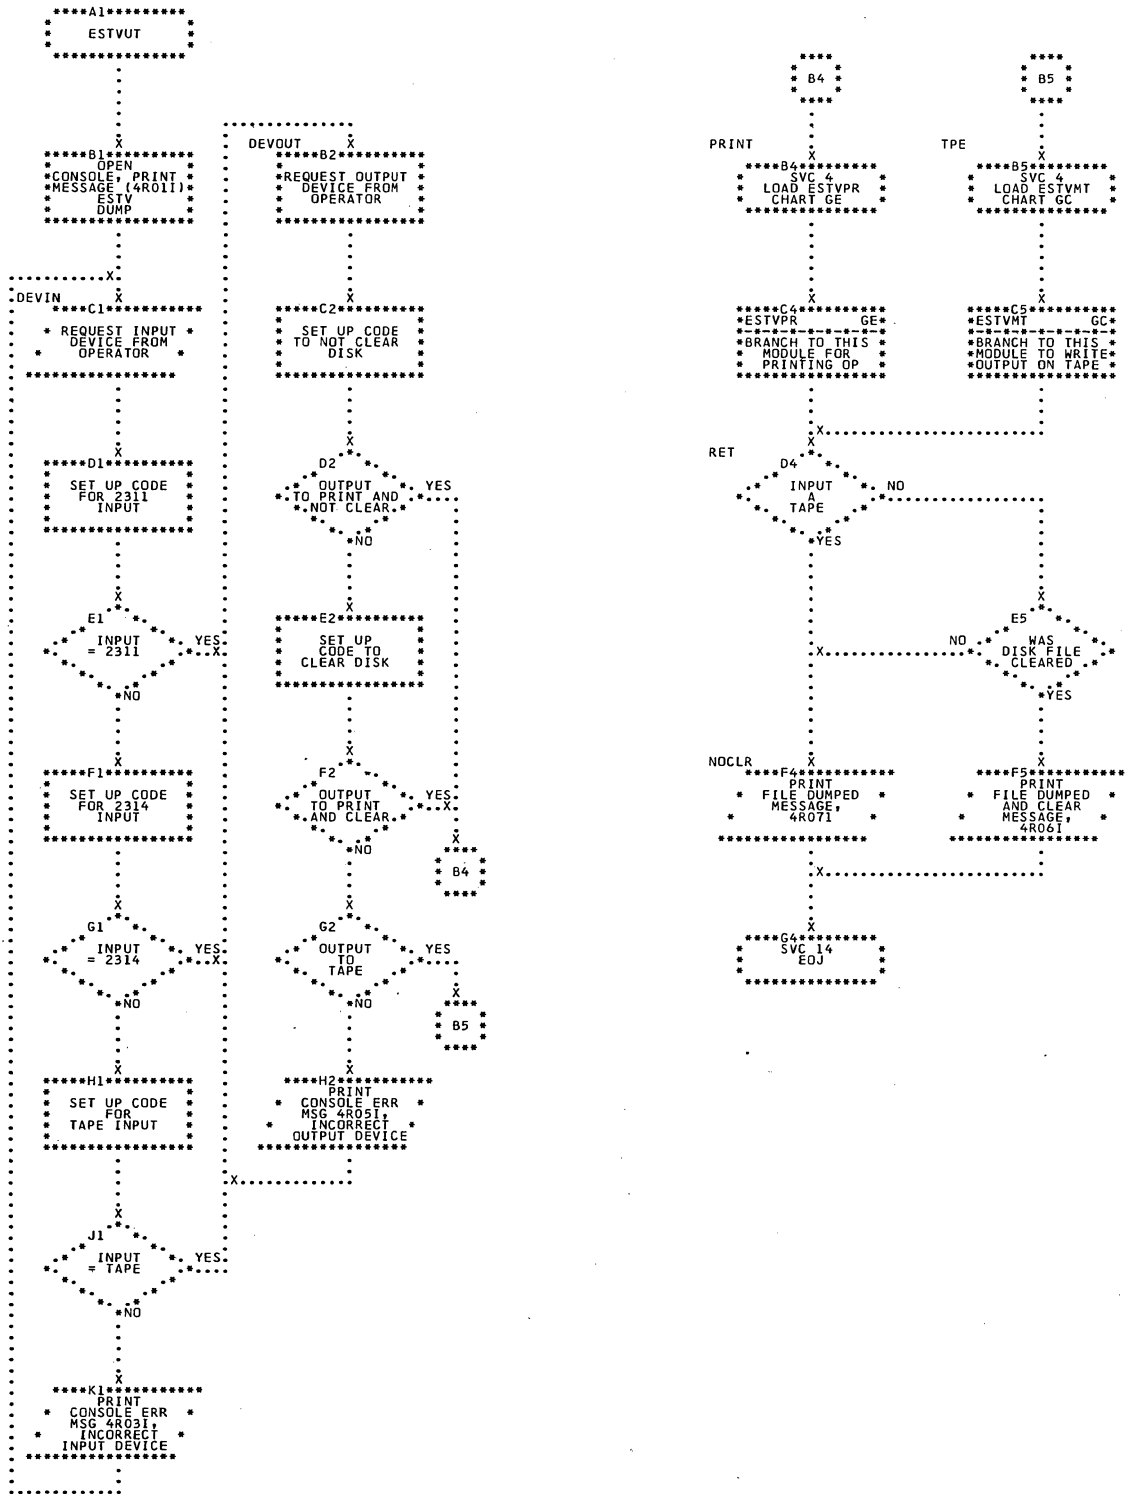 A1
ESTVUT
B1
OPEN
CONSOLE, PRINT
MESSAGE (4R01I)
ESTV
DUMP
DEVIN
C1
REQUEST INPUT
DEVICE FROM
OPERATOR
D1
SET UP CODE
FOR 2311
INPUT
E1
INPUT
= 2311
YES
NO
F1
SET UP CODE
FOR 2314
INPUT
G1
INPUT
= 2314
YES
NO
H1
SET UP CODE
FOR
TAPE INPUT
J1
INPUT
= TAPE
YES
NO
K1
PRINT
CONSOLE ERR
MSG 4R03I,
INCORRECT
INPUT DEVICE
DEVOUT
B2
REQUEST OUTPUT
DEVICE FROM
OPERATOR
C2
SET UP CODE
TO NOT CLEAR
DISK
D2
OUTPUT
TO PRINT AND
NOT CLEAR
YES
NO
E2
SET UP
CODE TO
CLEAR DISK
F2
OUTPUT
TO PRINT
AND CLEAR
YES
NO
B4
G2
OUTPUT
TO
TAPE
YES
NO
B5
H2
PRINT
CONSOLE ERR
MSG 4R05I,
INCORRECT
OUTPUT DEVICE
B4
PRINT
B4
SVC 4
LOAD ESTVPR
CHART GE
C4
ESTVPR GE
BRANCH TO THIS
MODULE FOR
PRINTING OP
RET
D4
INPUT
A
TAPE
NO
YES
NOCLR
F4
PRINT
FILE DUMPED
MESSAGE,
4R07I
G4
SVC 14
EOJ
B5
TPE
B5
SVC 4
LOAD ESTVMT
CHART GC
C5
ESTVMT GC
BRANCH TO THIS
MODULE TO WRITE
OUTPUT ON TAPE
E5
WAS
DISK FILE
CLEARED
NO
YES
F5
PRINT
FILE DUMPED
AND CLEAR
MESSAGE,
4R06I